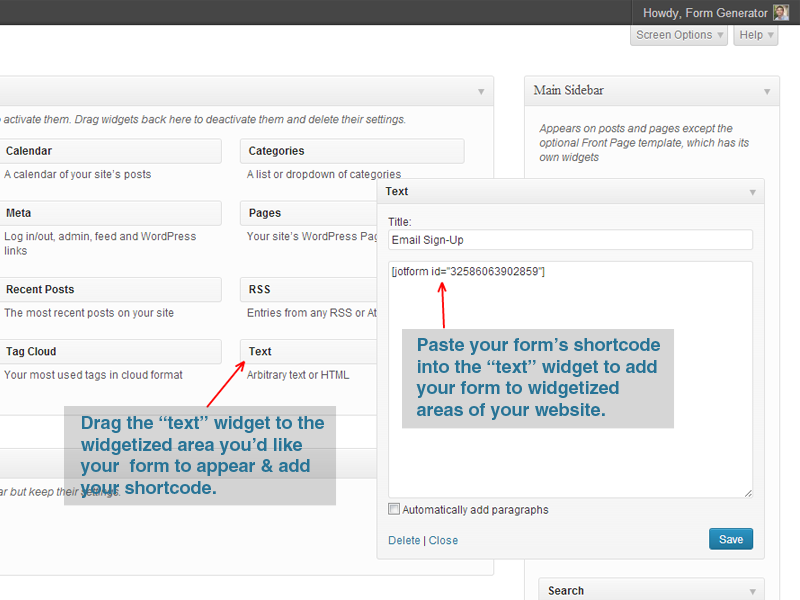 Howdy, Form Generator
Screen Options
Help
activate them. Drag widgets back here to deactivate them and delete their settings.
Calendar
A calendar of your site's posts
Categories
A list or dropdown of categories
Meta
Log in/out, admin, feed and WordPress
links
Pages
Your site's WordPress Pag
Recent Posts
The most recent posts on your site
RSS
Entries from any RSS or At
Tag Cloud
Your most used tags in cloud format
Text
Arbitrary text or HTML
Drag the “text” widget to the
widgetized area you’d like
your form to appear & add
your shortcode.
ar but keep their settings.
Main Sidebar
Appears on posts and pages except the
optional Front Page template, which has its
own widgets
Text
Title:
Email Sign-Up
[jotform id="32586063902859"]
Paste your form’s shortcode
into the “text” widget to add
your form to widgetized
areas of your website.
Automatically add paragraphs
Delete | Close
Save
Search